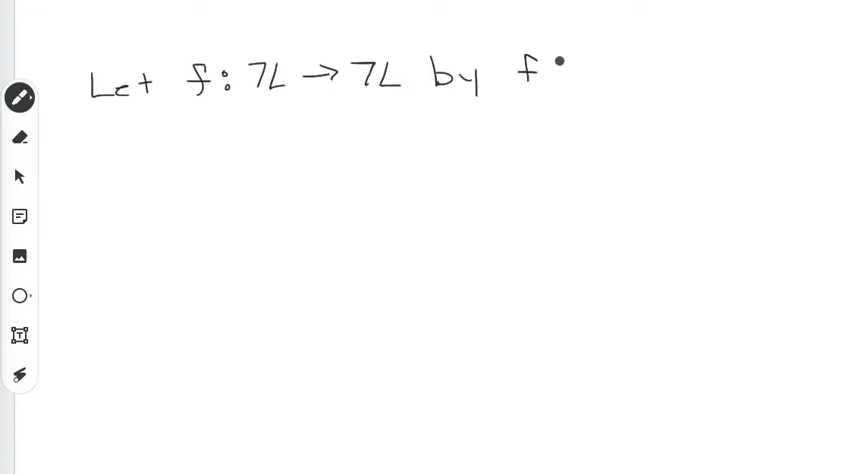 Let f: ℤ → ℤ by f